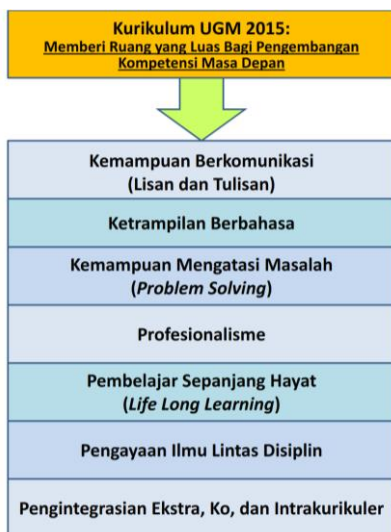 Kurikulum UGM 2015:
Memberi Ruang yang Luas Bagi Pengembangan
Kompetensi Masa Depan
Kemampuan Berkomunikasi
(Lisan dan Tulisan)
Ketrampilan Berbahasa
Kemampuan Mengatasi Masalah
(Problem Solving)
Profesionalisme
Pembelajar Sepanjang Hayat
(Life Long Learning)
Pengayaan Ilmu Lintas Disiplin
Pengintegrasian Ekstra, Ko, dan Intrakurikuler